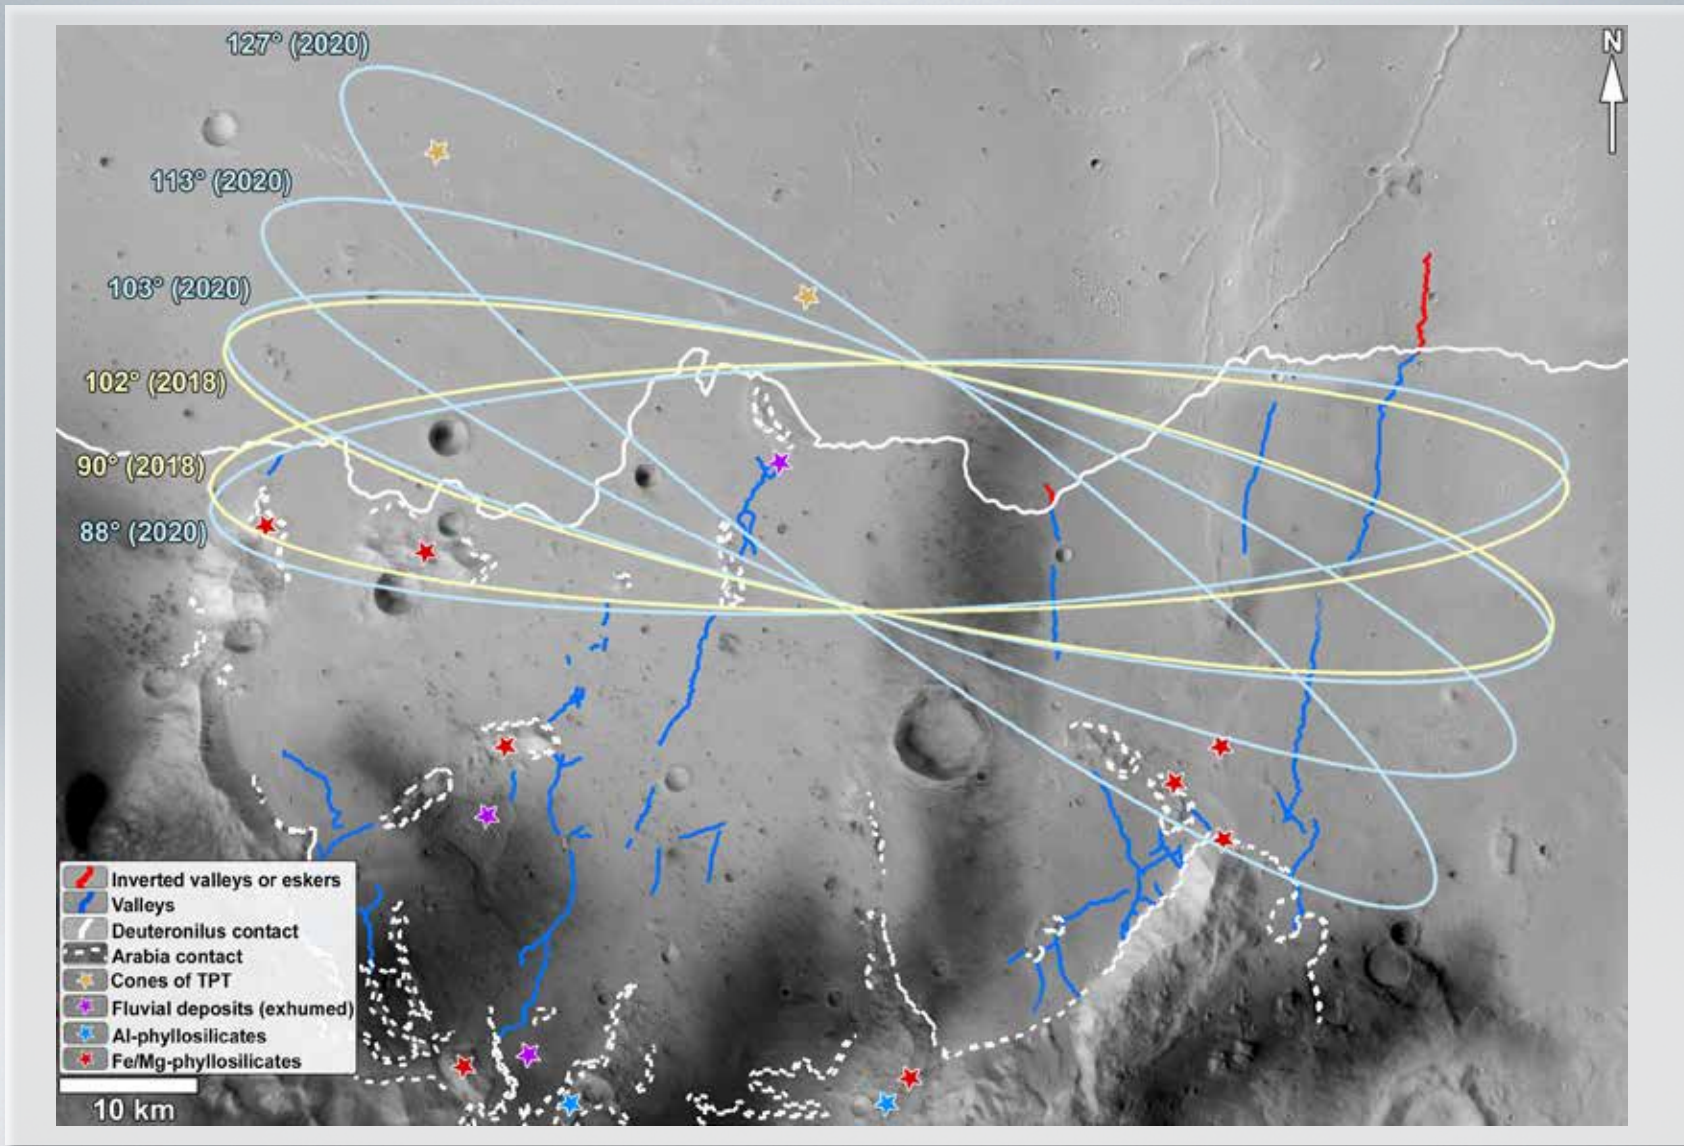 127° (2020)
N
113° (2020)
103° (2020)
102° (2018)
90° (2018)
88° (2020)
Inverted valleys or eskers
Valleys
Deuteronilus contact
Arabia contact
Cones of TPT
Fluvial deposits (exhumed)
Al-phyllosilicates
Fe/Mg-phyllosilicates
10 km